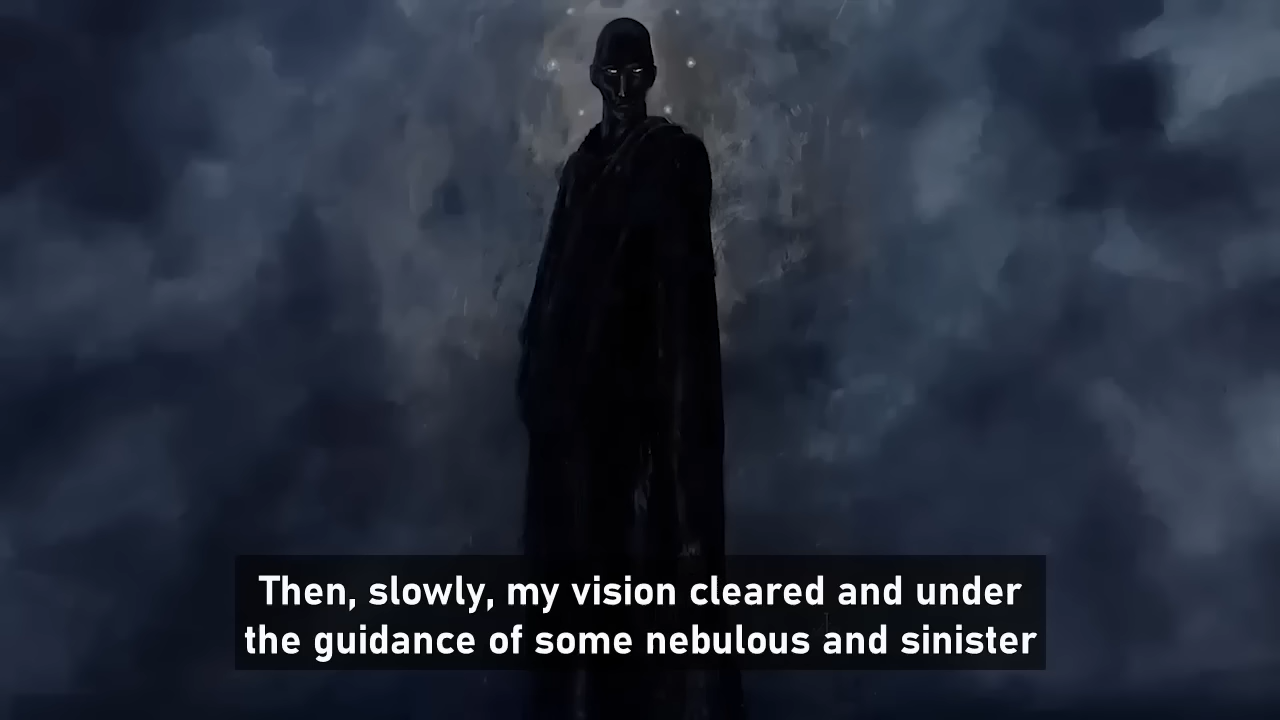 Then, slowly, my vision cleared and under
the guidance of some nebulous and sinister